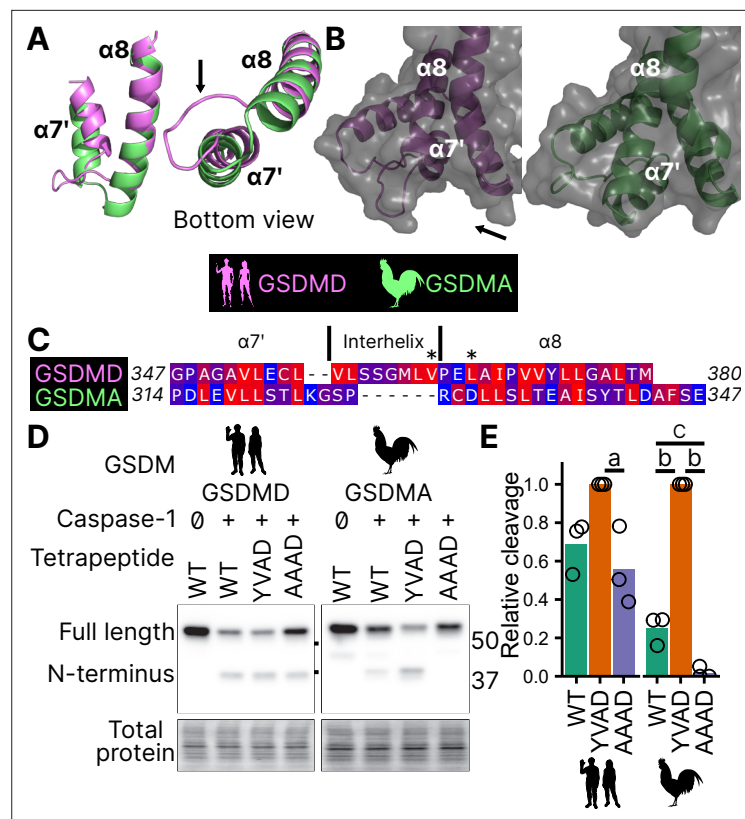 A
α8
α7'
α8
α7'
Bottom view
B
α8
α7'
α8
α7'
GSDMD
GSDMA
C
α7'
Interhelix
α8
*
*
GSDMD 347 GPAGAVLECL--VLSSGMLVPELAIPVVYLLGALTM 380
GSDMA 314 PDLEVLLSTLKGSP------RCDLLSLTEAISYTLDAFSE 347
D
GSDM
GSDMD
GSDMA
Caspase-1
∅ + + +
∅ + + +
Tetrapeptide
WT
WT
YVAD
AAAD
WT
WT
YVAD
AAAD
Full length
N-terminus
50
37
Total
protein
E
Relative cleavage
1.0
0.8
0.6
0.4
0.2
0.0
a
c
b
b
WT
YVAD
AAAD
WT
YVAD
AAAD